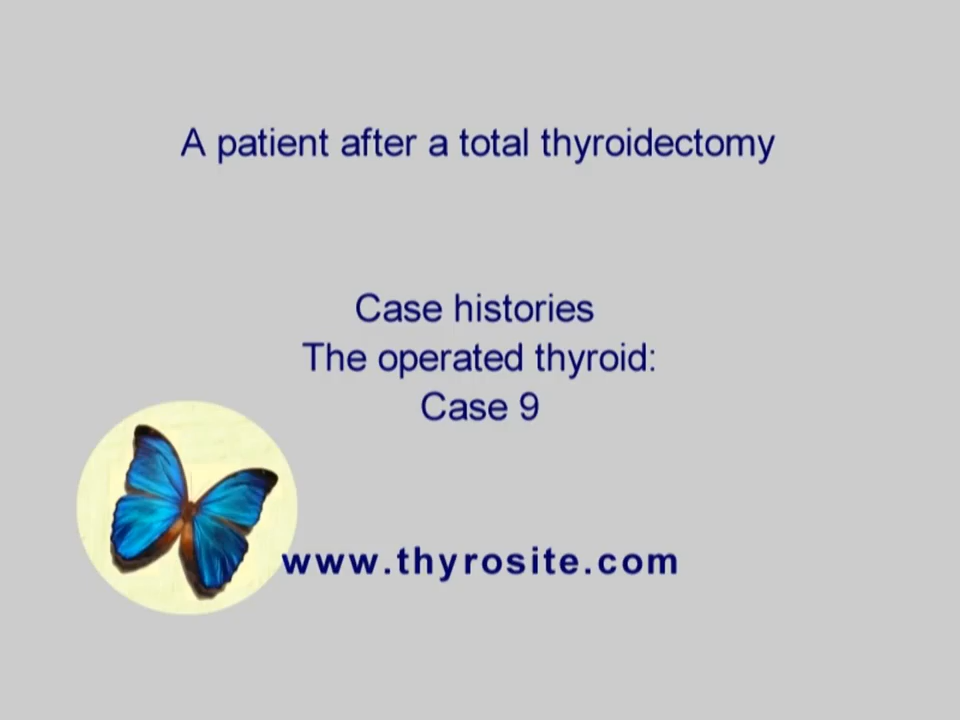 A patient after a total thyroidectomy
Case histories
The operated thyroid:
Case 9
www.thyrosite.com